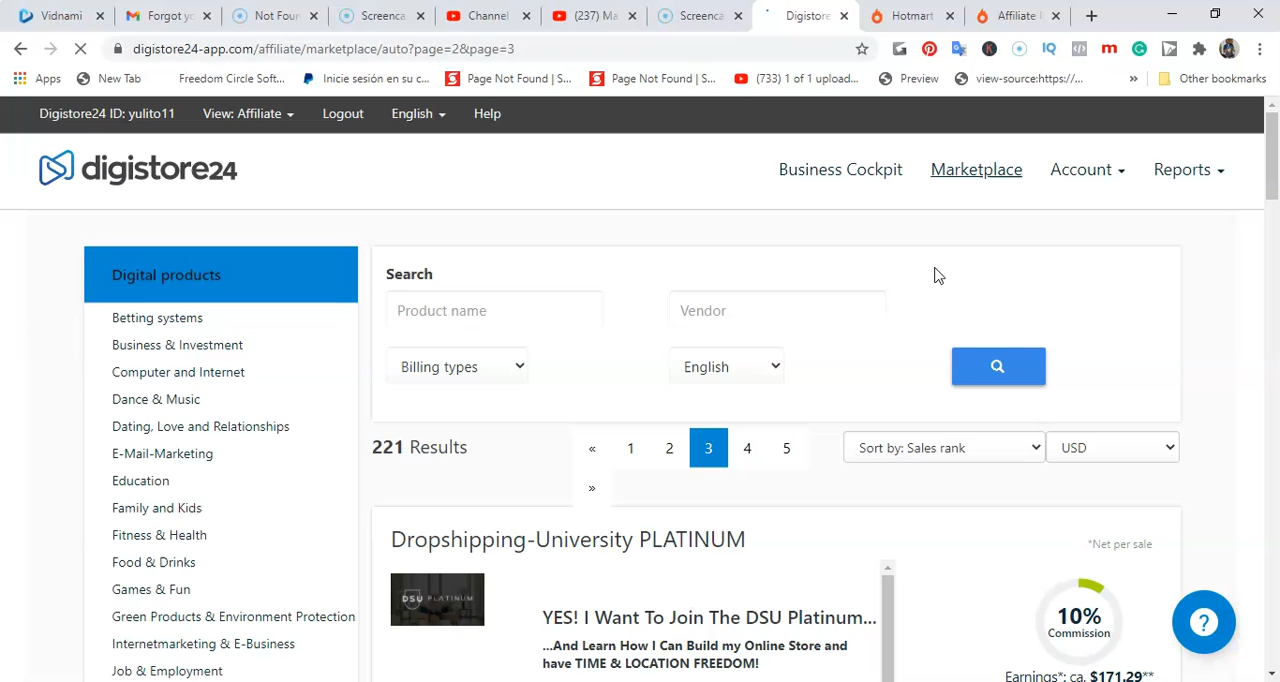 Vidnami
Forgot y
Not Foun
Screenca
Channel
(237) Ma
Screenca
Digistore
Hotmart
Affiliate P
digistore24-app.com/affiliate/marketplace/auto?page=2&page=3
Apps
New Tab
Freedom Circle Soft...
Inicie sesión en su c...
Page Not Found | S...
Page Not Found | S...
(733) 1 of 1 upload...
Preview
view-source:https://...
»
Other bookmarks
Digistore24 ID: yulito11
View: Affiliate
Logout
English
Help
digistore24
Business Cockpit
Marketplace
Account
Reports
Digital products
Betting systems
Business & Investment
Computer and Internet
Dance & Music
Dating, Love and Relationships
E-Mail-Marketing
Education
Family and Kids
Fitness & Health
Food & Drinks
Games & Fun
Green Products & Environment Protection
Internetmarketing & E-Business
Job & Employment
Search
Product name
Vendor
Billing types
English
221 Results
« 1 2 3 4 5
»
Sort by: Sales rank
USD
Dropshipping-University PLATINUM
*Net per sale
DSU PLATINUM
YES! I Want To Join The DSU Platinum...
...And Learn How I Can Build my Online Store and
have TIME & LOCATION FREEDOM!
10%
Commission
Earnings*: ca. $171.29**
?